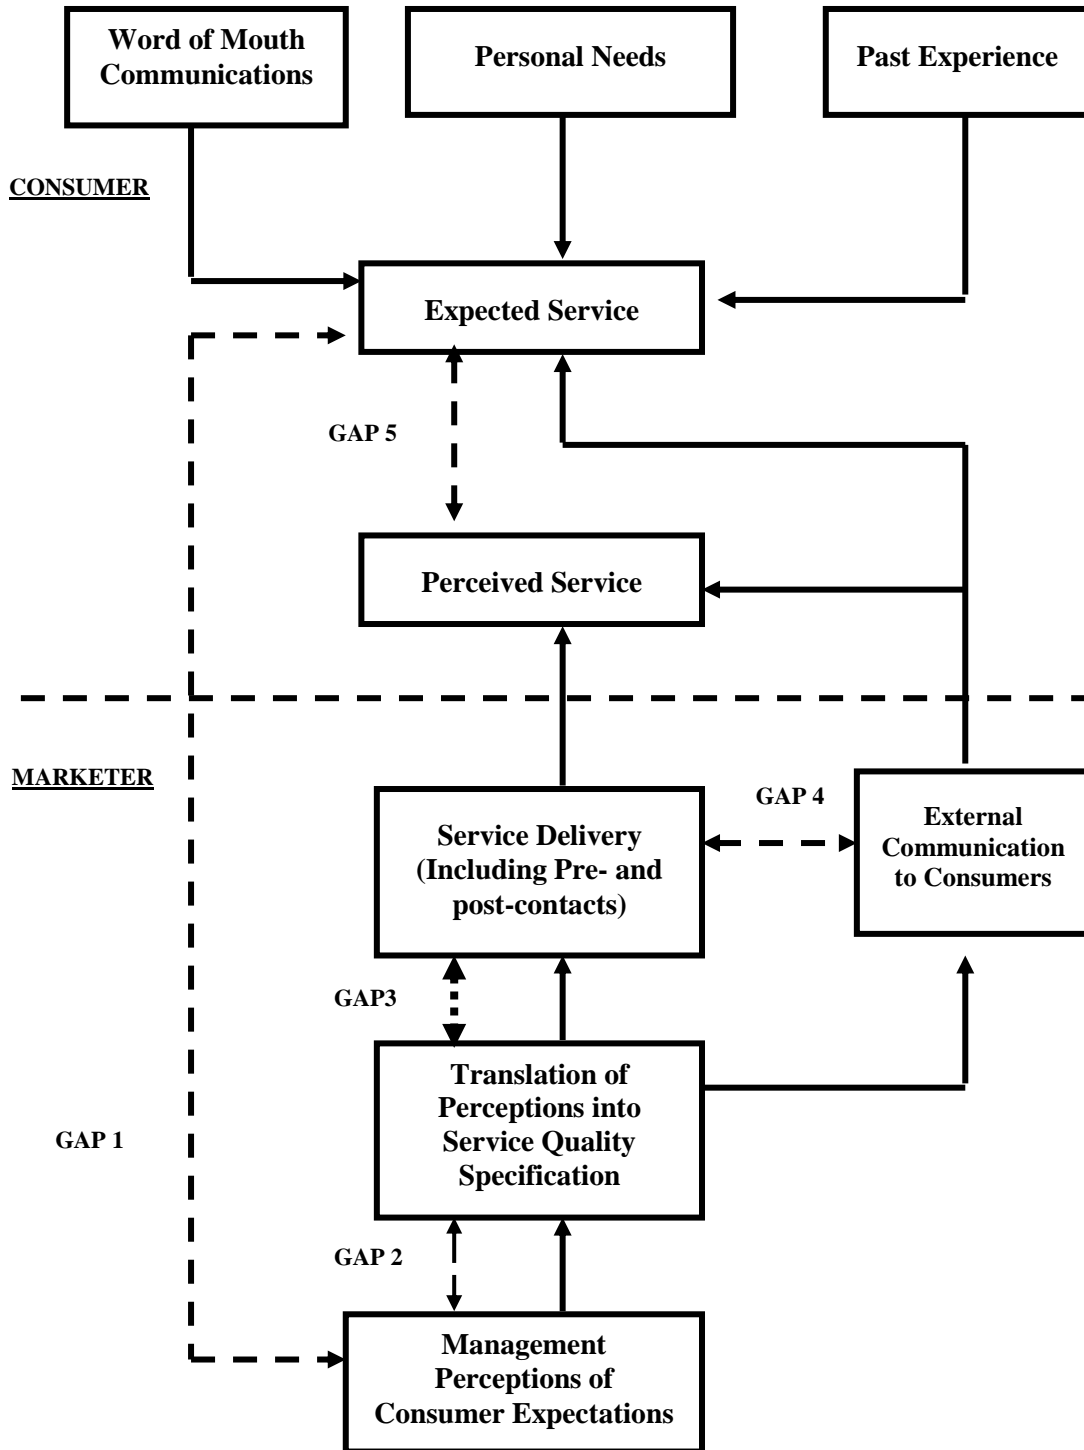 Word of Mouth
Communications
Personal Needs
Past Experience
CONSUMER
Expected Service
GAP 5
Perceived Service
MARKETER
GAP 4
Service Delivery
(Including Pre- and
post-contacts)
External
Communication
to Consumers
GAP3
Translation of
Perceptions into
Service Quality
Specification
GAP 1
GAP 2
Management
Perceptions of
Consumer Expectations